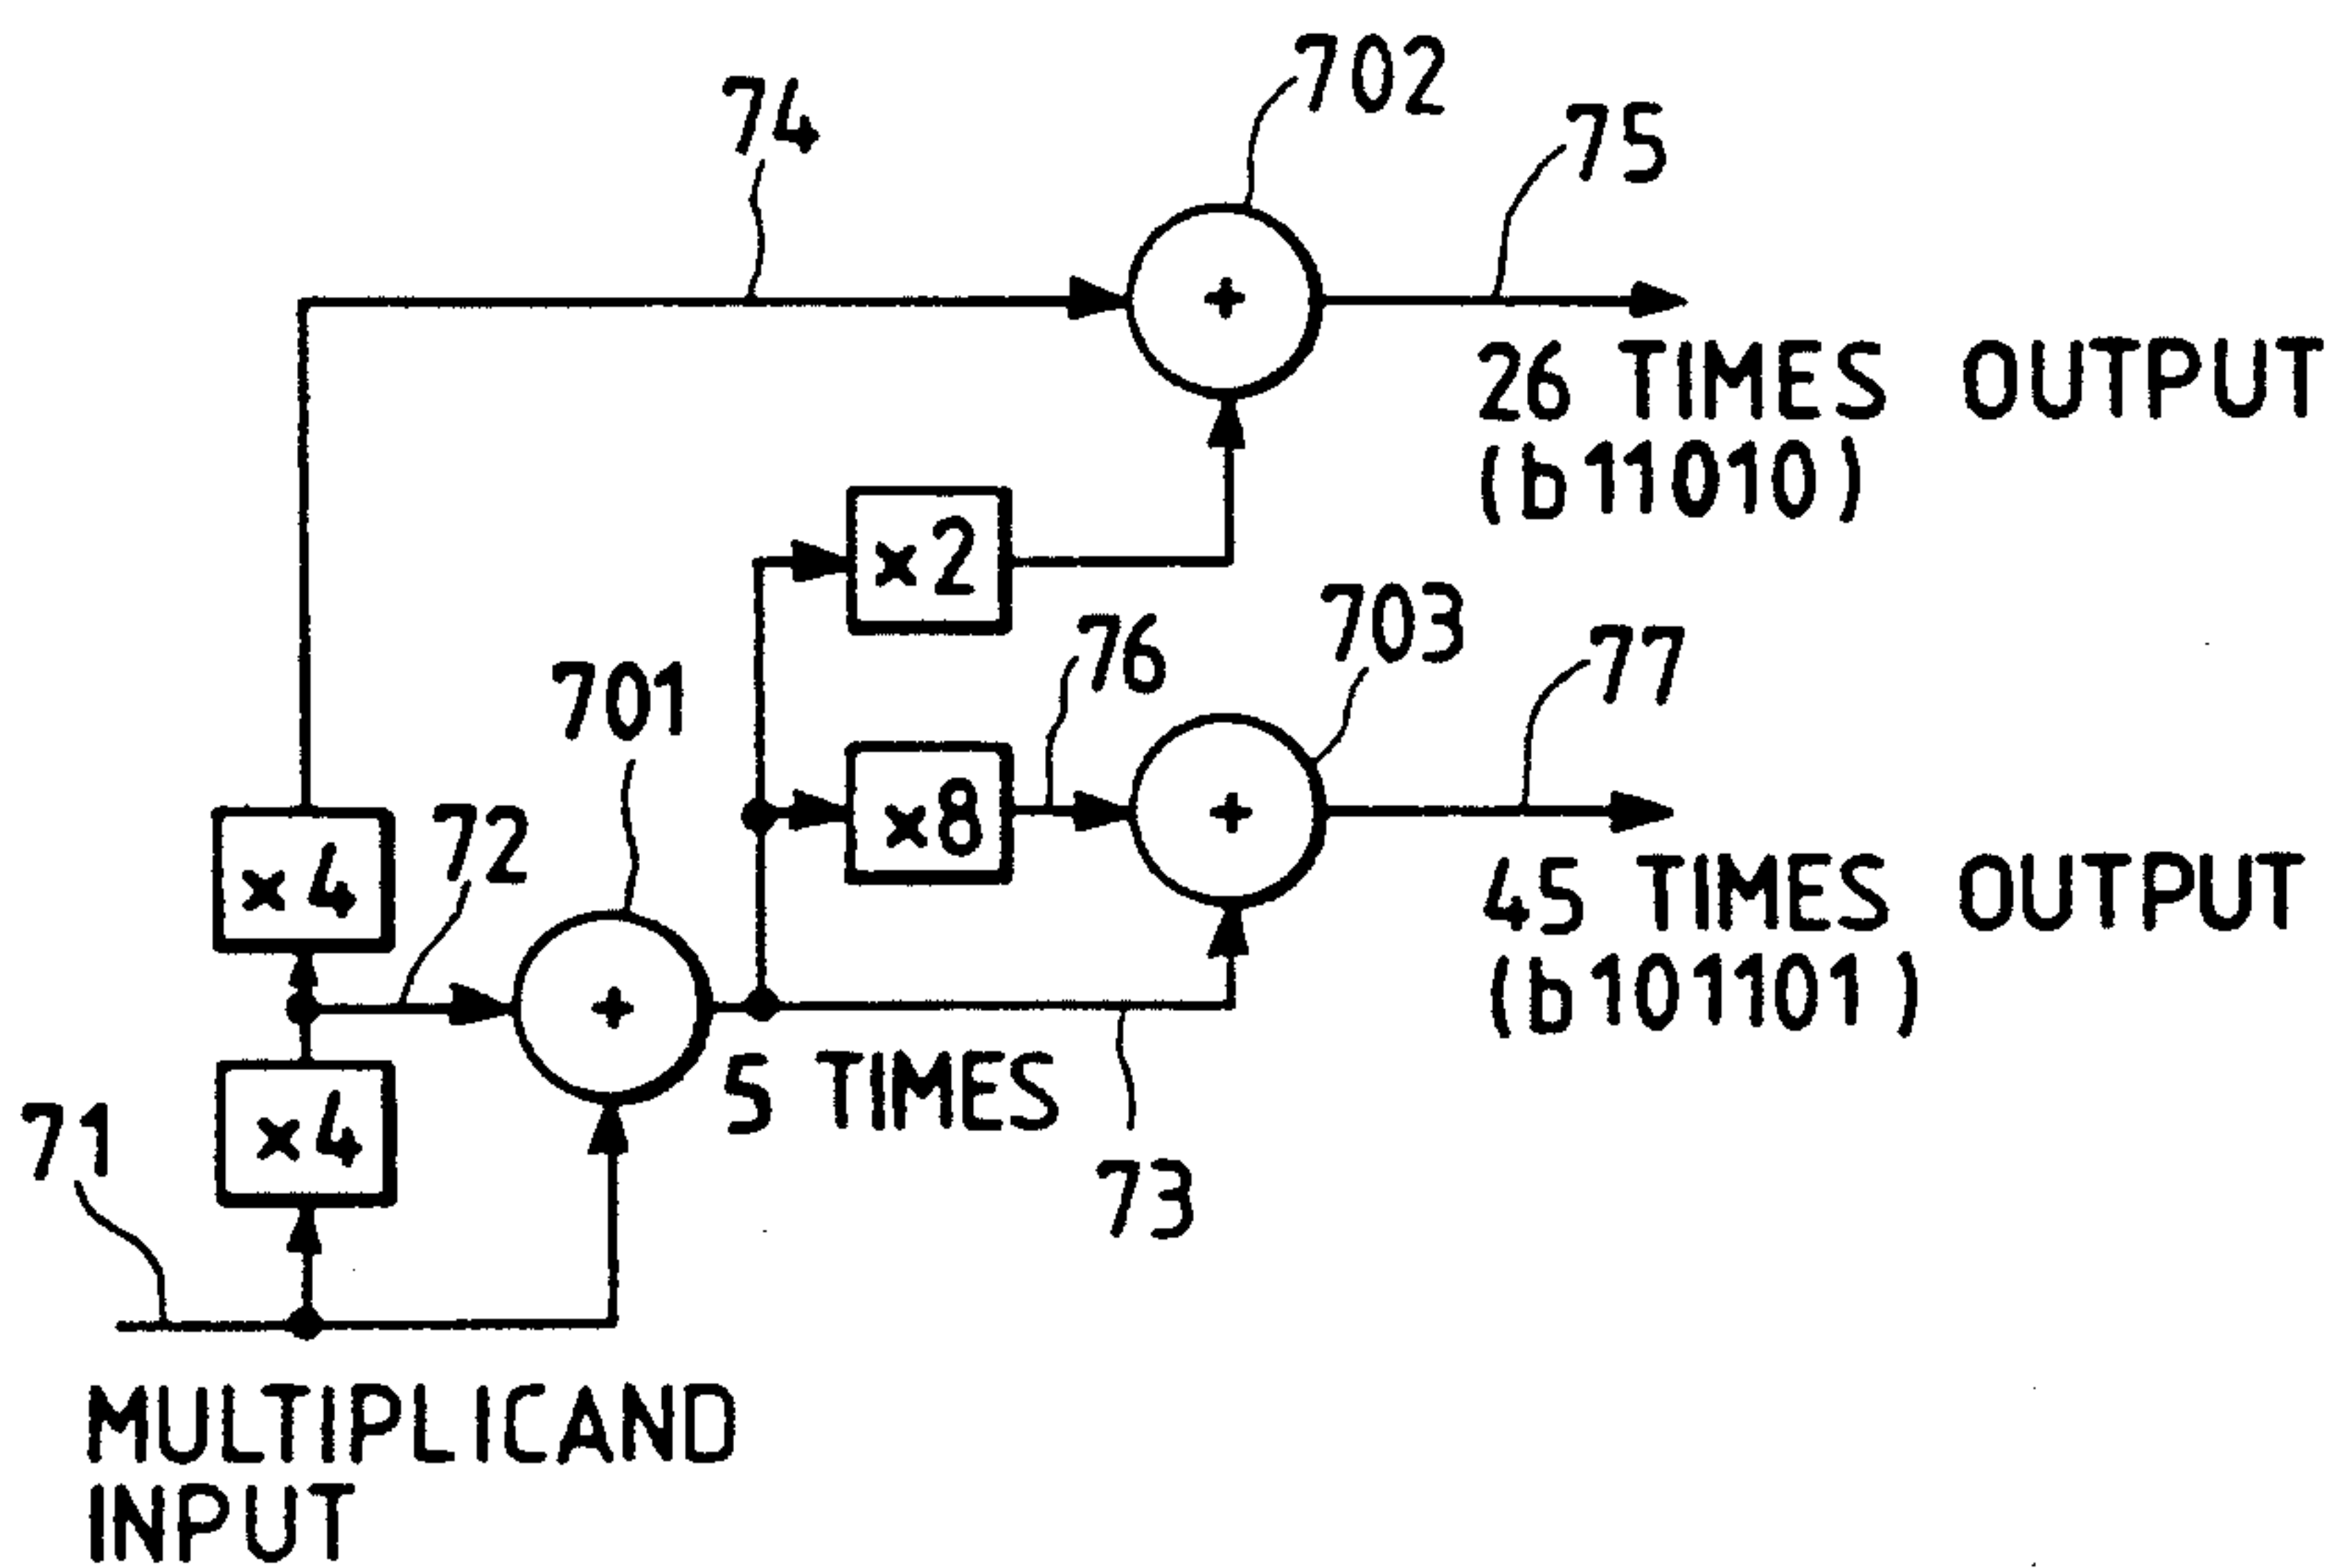 702
74
75
+
26 TIMES OUTPUT
(b11010)
×2
703
76
77
701
×8
+
72
×4
45 TIMES OUTPUT
(b101101)
+
5 TIMES
71
×4
73
MULTIPLICAND
INPUT